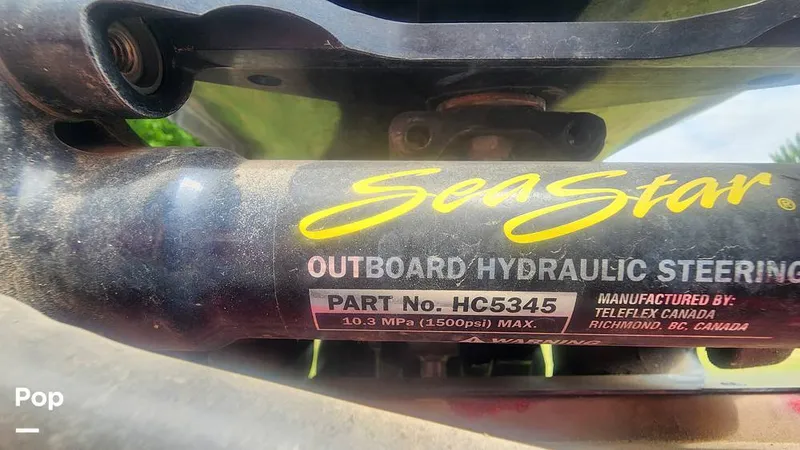 SeaStar®
OUTBOARD HYDRAULIC STEERING
PART No. HC5345
10.3 MPa (1500psi) MAX.
MANUFACTURED BY:
TELEFLEX CANADA
RICHMOND, BC. CANADA
WARNING
Pop